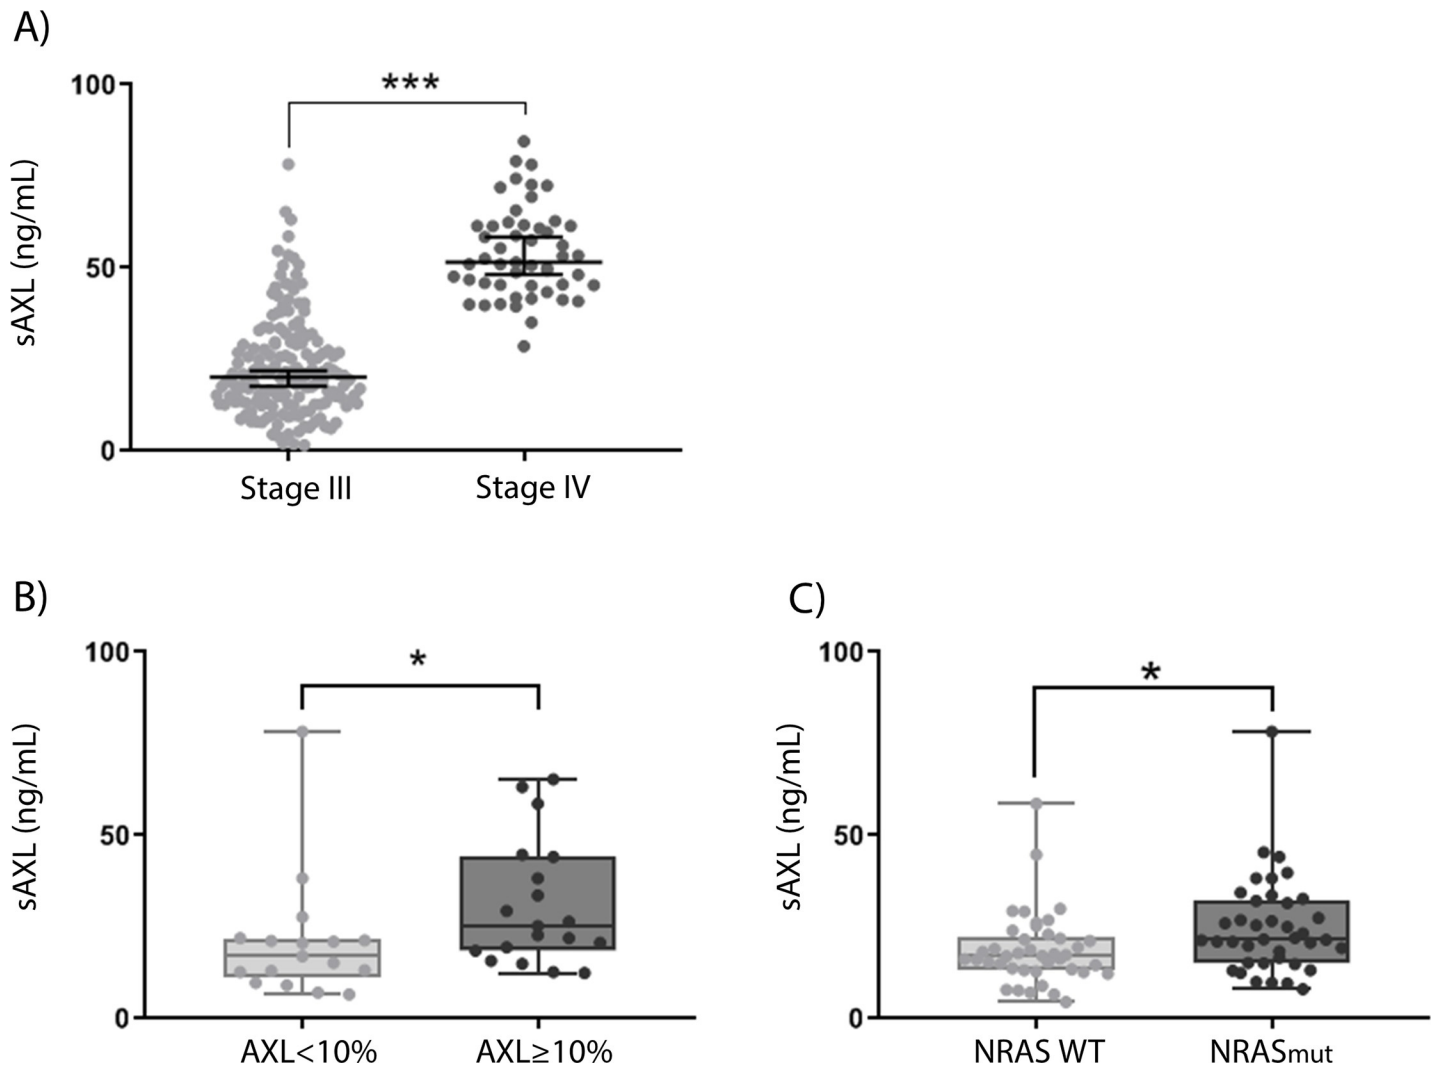 A)
sAXL (ng/mL)
100
50
0
***
Stage III
Stage IV
B)
sAXL (ng/mL)
100
50
0
*
AXL<10%
AXL≥10%
C)
sAXL (ng/mL)
100
50
0
*
NRAS WT
NRASmut